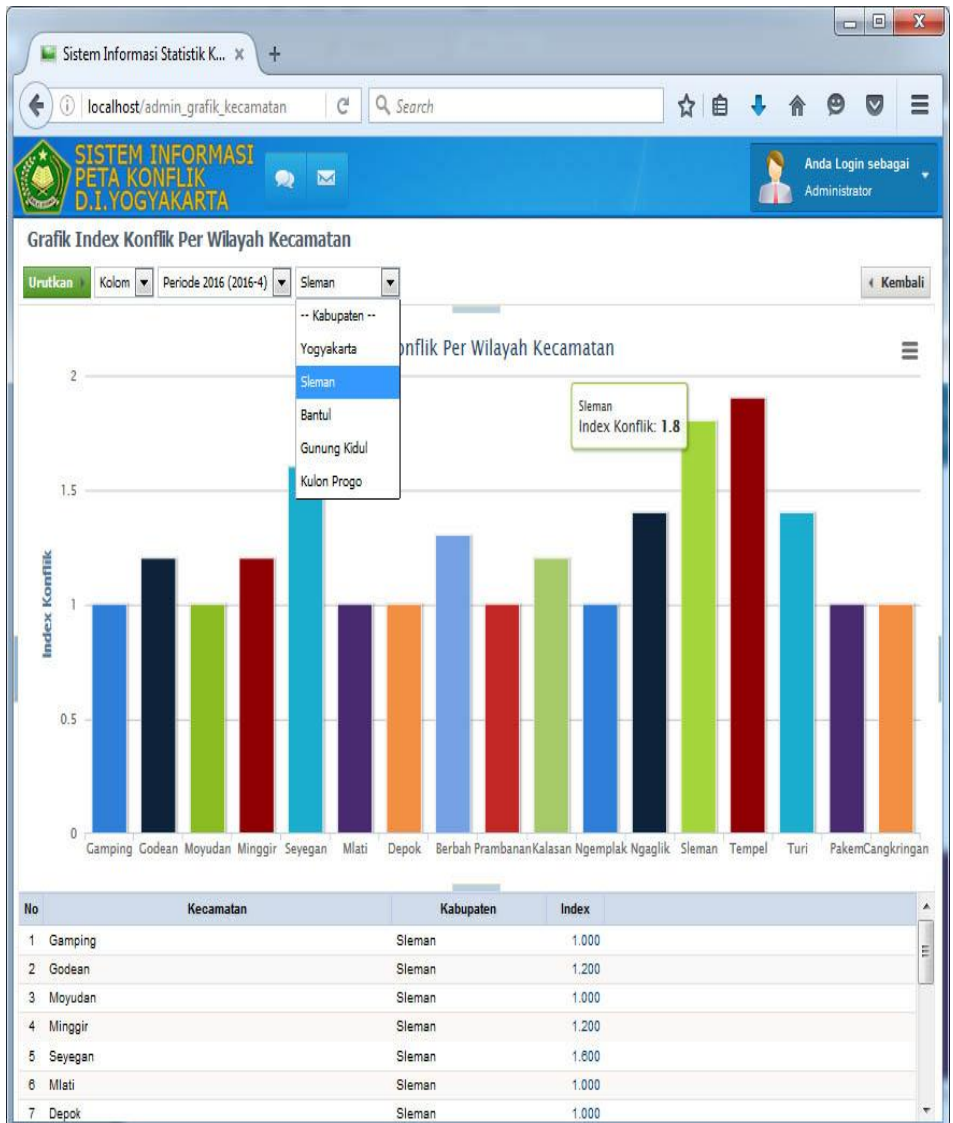 Sistem Informasi Statistik K... × +
localhost/admin_grafik_kecamatan
Search
SISTEM INFORMASI
PETA KONFLIK
D.I.YOGYAKARTA
Anda Login sebagai
Administrator
Grafik Index Konflik Per Wilayah Kecamatan
Urutkan Kolom Periode 2016 (2016-4) Sleman Kembali
-- Kabupaten --
Yogyakarta
Sleman
Bantul
Gunung Kidul
Kulon Progo
onflik Per Wilayah Kecamatan
Sleman
Index Konflik: 1.8
2
1.5
1
0.5
0
Index Konflik
Gamping Godean Moyudan Minggir Seyegan Mlati Depok Berbah Prambanan Kalasan Ngemplak Ngaglik Sleman Tempel Turi Pakem Cangkringan
No Kecamatan Kabupaten Index
1 Gamping Sleman 1.000
2 Godean Sleman 1.200
3 Moyudan Sleman 1.000
4 Minggir Sleman 1.200
5 Seyegan Sleman 1.600
6 Mlati Sleman 1.000
7 Depok Sleman 1.000